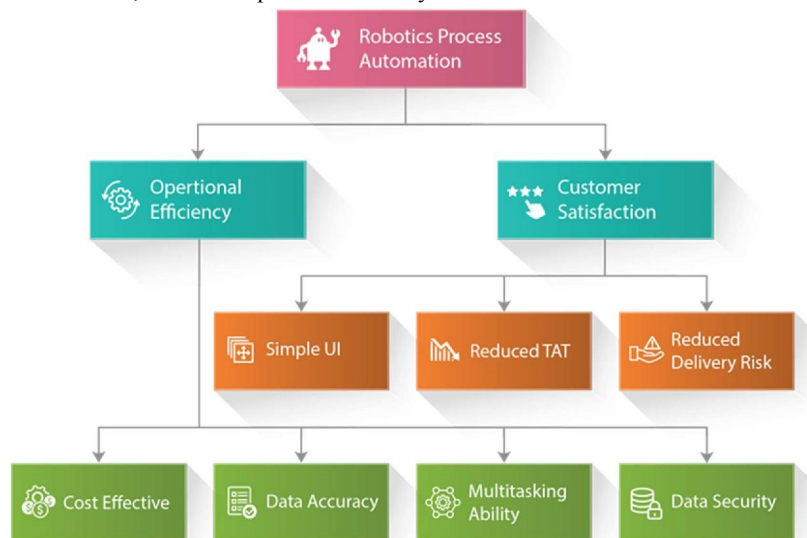 Robotics Process
Automation
Opertional
Efficiency
Customer
Satisfaction
Simple UI
Reduced TAT
Reduced
Delivery Risk
Cost Effective
Data Accuracy
Multitasking
Ability
Data Security